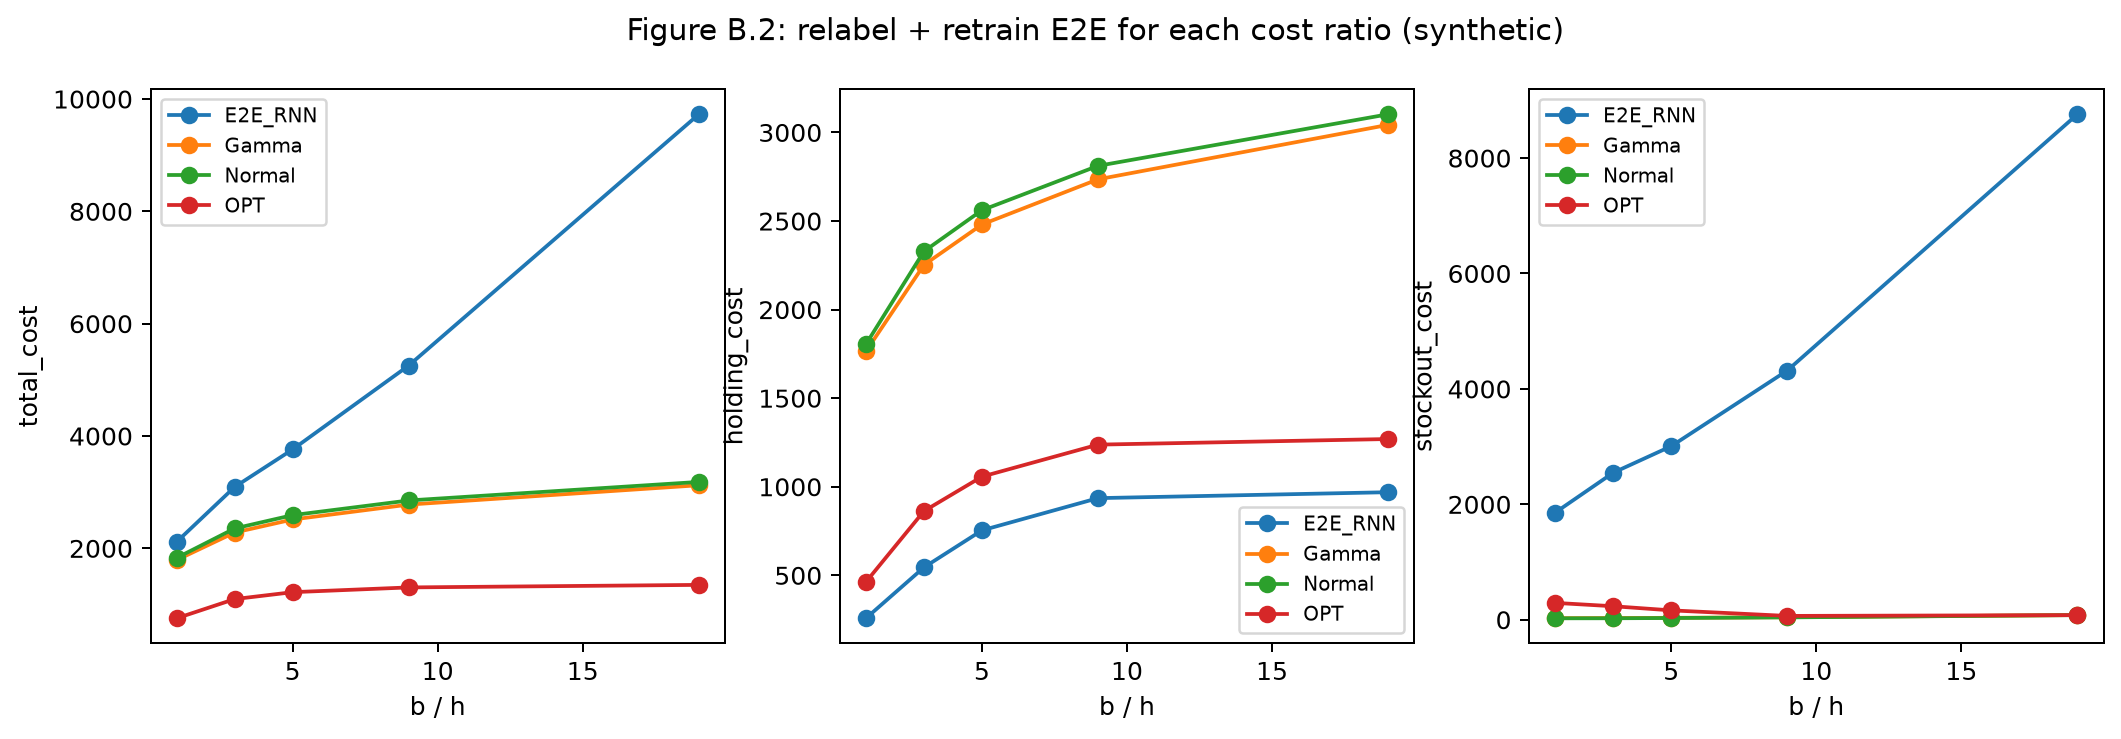 Figure B.2: relabel + retrain E2E for each cost ratio (synthetic)
total_cost
10000
8000
6000
4000
2000
E2E_RNN
Gamma
Normal
OPT
5
10
15
b / h
holding_cost
3000
2500
2000
1500
1000
500
E2E_RNN
Gamma
Normal
OPT
5
10
15
b / h
stockout_cost
8000
6000
4000
2000
0
E2E_RNN
Gamma
Normal
OPT
5
10
15
b / h